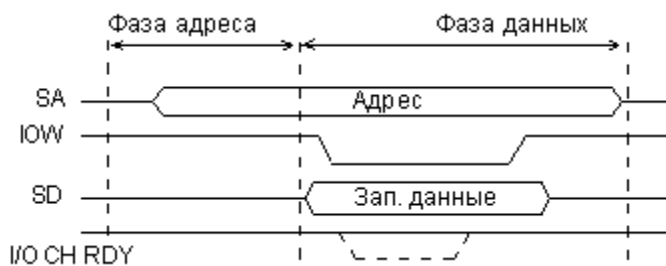 Фаза адреса Фаза данных
SA Адрес
IOW
SD Зап. данные
I/O CH RDY